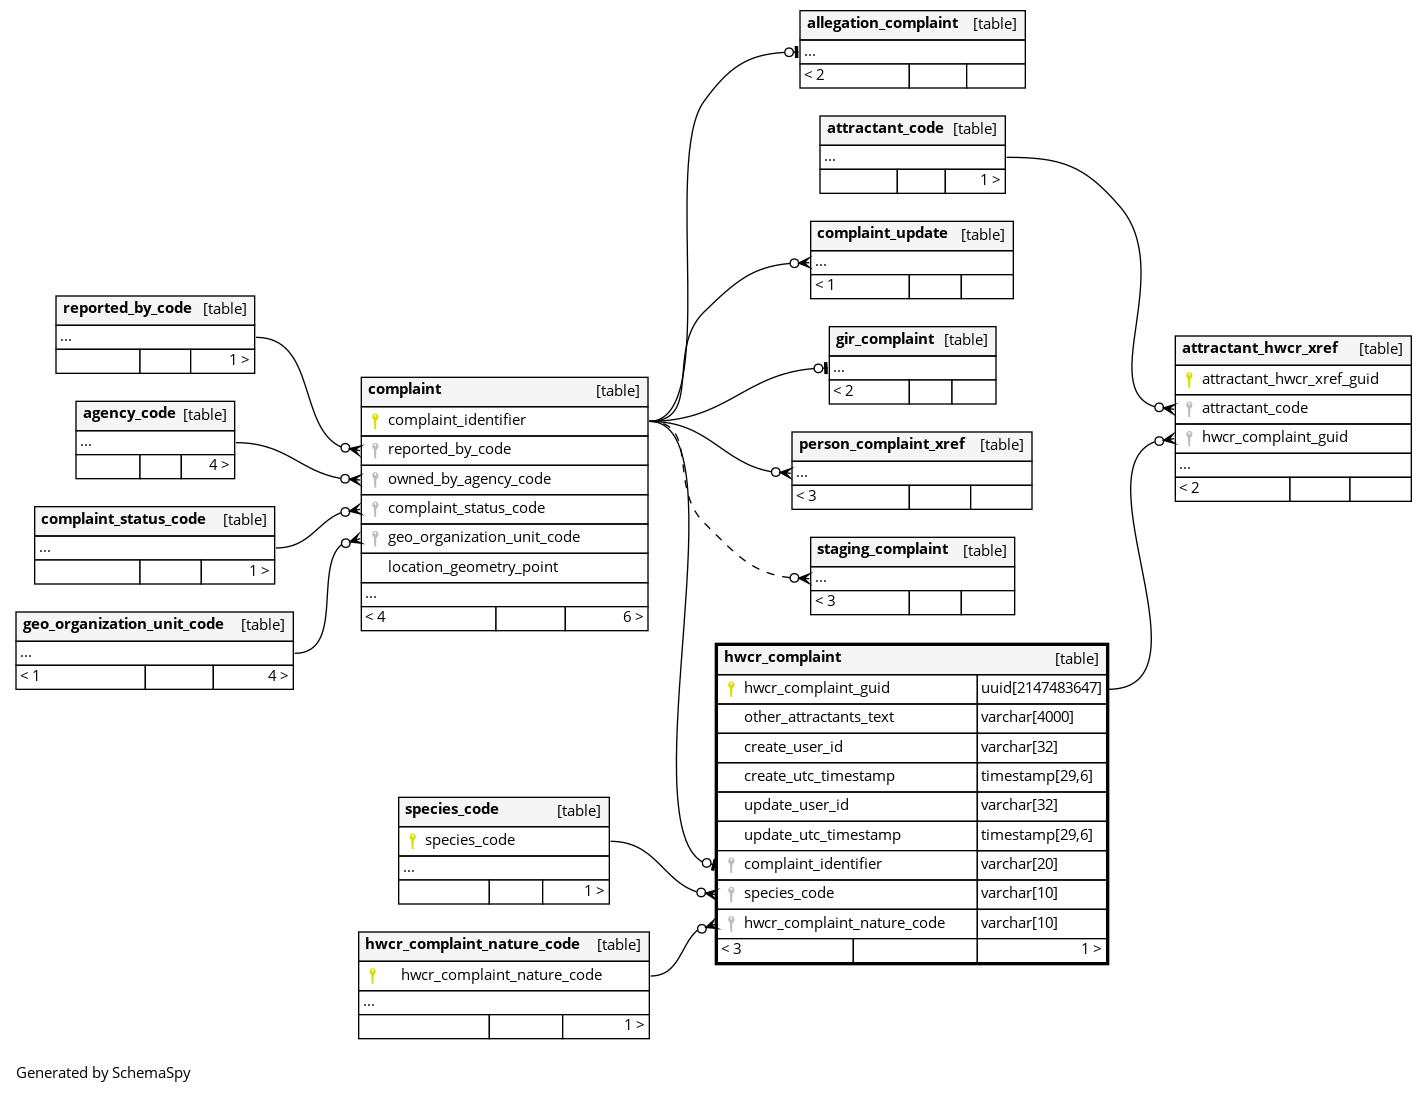 allegation_complaint [table]
...
< 2
attractant_code [table]
...
1 >
complaint_update [table]
...
< 1
reported_by_code [table]
...
1 >
gir_complaint [table]
...
< 2
attractant_hwcr_xref [table]
attractant_hwcr_xref_guid
attractant_code
hwcr_complaint_guid
...
< 2
complaint [table]
complaint_identifier
reported_by_code
owned_by_agency_code
complaint_status_code
geo_organization_unit_code
location_geometry_point
...
< 4 6 >
agency_code [table]
...
4 >
person_complaint_xref [table]
...
< 3
complaint_status_code [table]
...
1 >
staging_complaint [table]
...
< 3
geo_organization_unit_code [table]
...
< 1 4 >
hwcr_complaint [table]
hwcr_complaint_guid uuid[2147483647]
other_attractants_text varchar[4000]
create_user_id varchar[32]
create_utc_timestamp timestamp[29,6]
update_user_id varchar[32]
update_utc_timestamp timestamp[29,6]
complaint_identifier varchar[20]
species_code varchar[10]
hwcr_complaint_nature_code varchar[10]
< 3 1 >
species_code [table]
species_code
...
1 >
hwcr_complaint_nature_code [table]
hwcr_complaint_nature_code
...
1 >
Generated by SchemaSpy